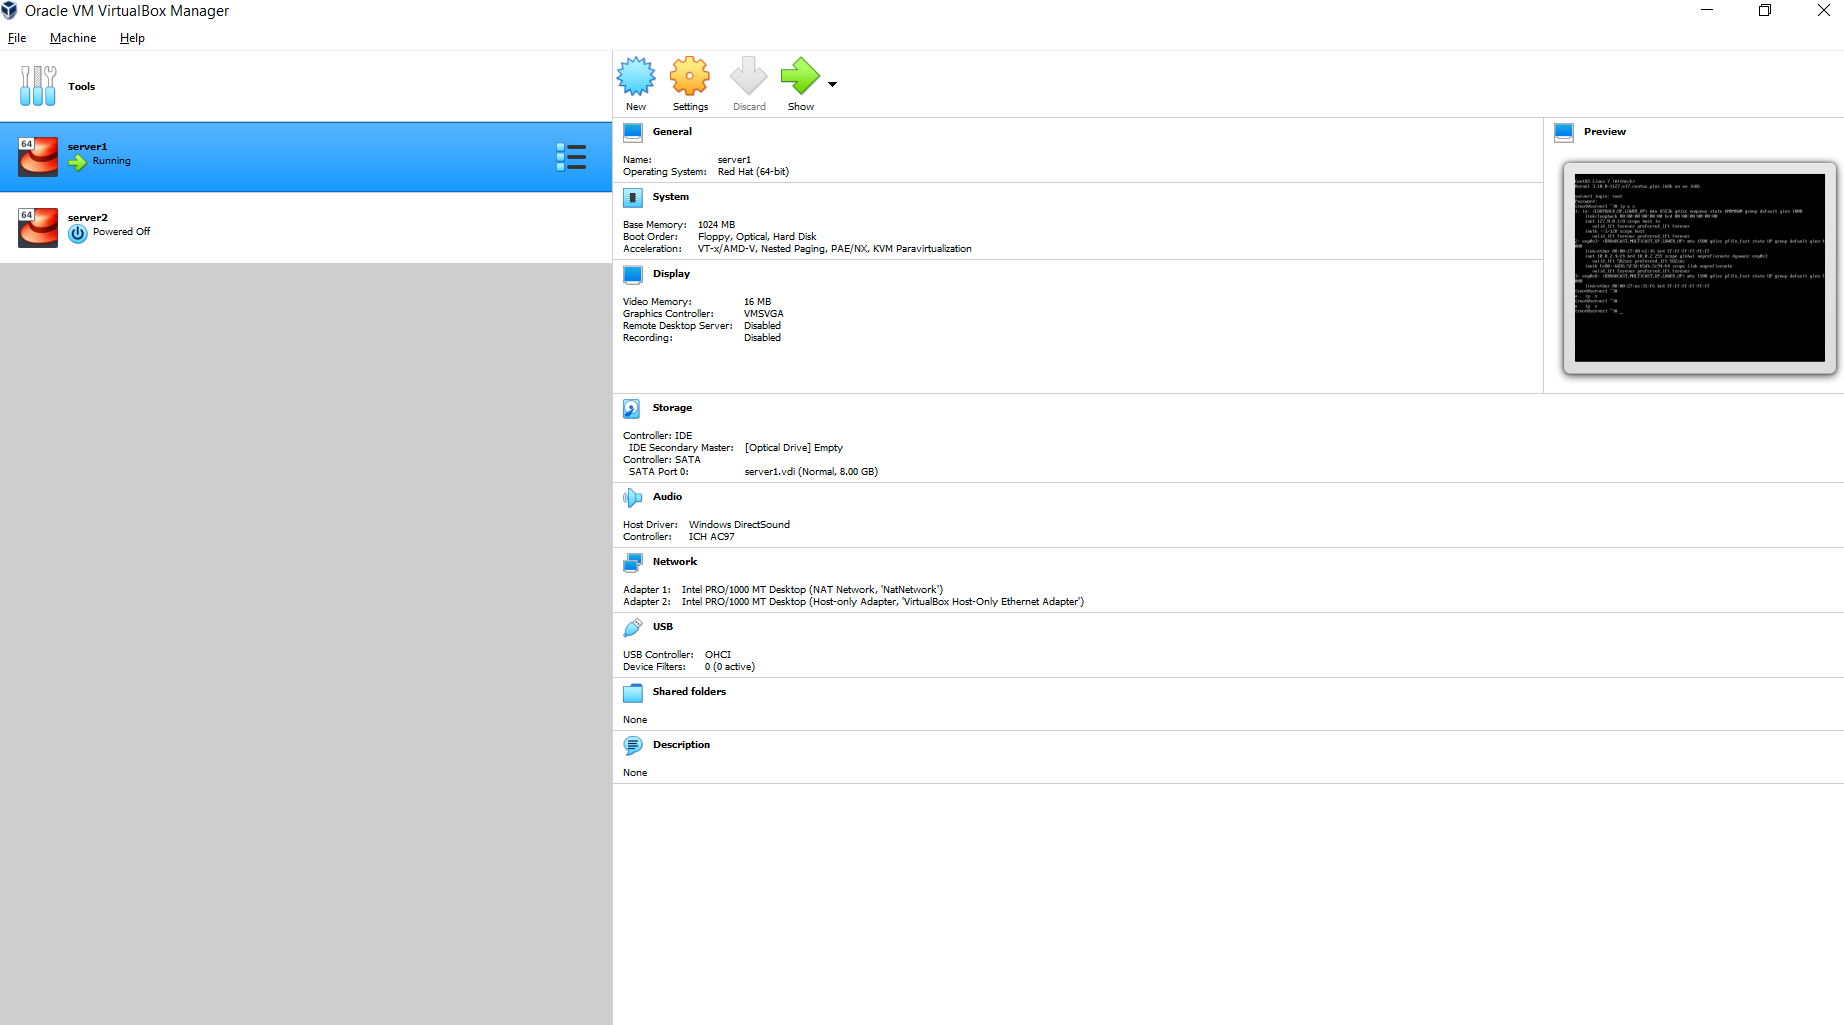 Oracle VM VirtualBox Manager
File Machine Help
Tools
New Settings Discard Show
64 server1
Running
64 server2
Powered Off
General
Name: server1
Operating System: Red Hat (64-bit)
System
Base Memory: 1024 MB
Boot Order: Floppy, Optical, Hard Disk
Acceleration: VT-x/AMD-V, Nested Paging, PAE/NX, KVM Paravirtualization
Display
Video Memory: 16 MB
Graphics Controller: VMSVGA
Remote Desktop Server: Disabled
Recording: Disabled
Preview
server1 login: root
Password:
Storage
Controller: IDE
IDE Secondary Master: [Optical Drive] Empty
Controller: SATA
SATA Port 0: server1.vdi (Normal, 8.00 GB)
Audio
Host Driver: Windows DirectSound
Controller: ICH AC97
Network
Adapter 1: Intel PRO/1000 MT Desktop (NAT Network, 'NatNetwork')
Adapter 2: Intel PRO/1000 MT Desktop (Host-only Adapter, 'VirtualBox Host-Only Ethernet Adapter')
USB
USB Controller: OHCI
Device Filters: 0 (0 active)
Shared folders
None
Description
None